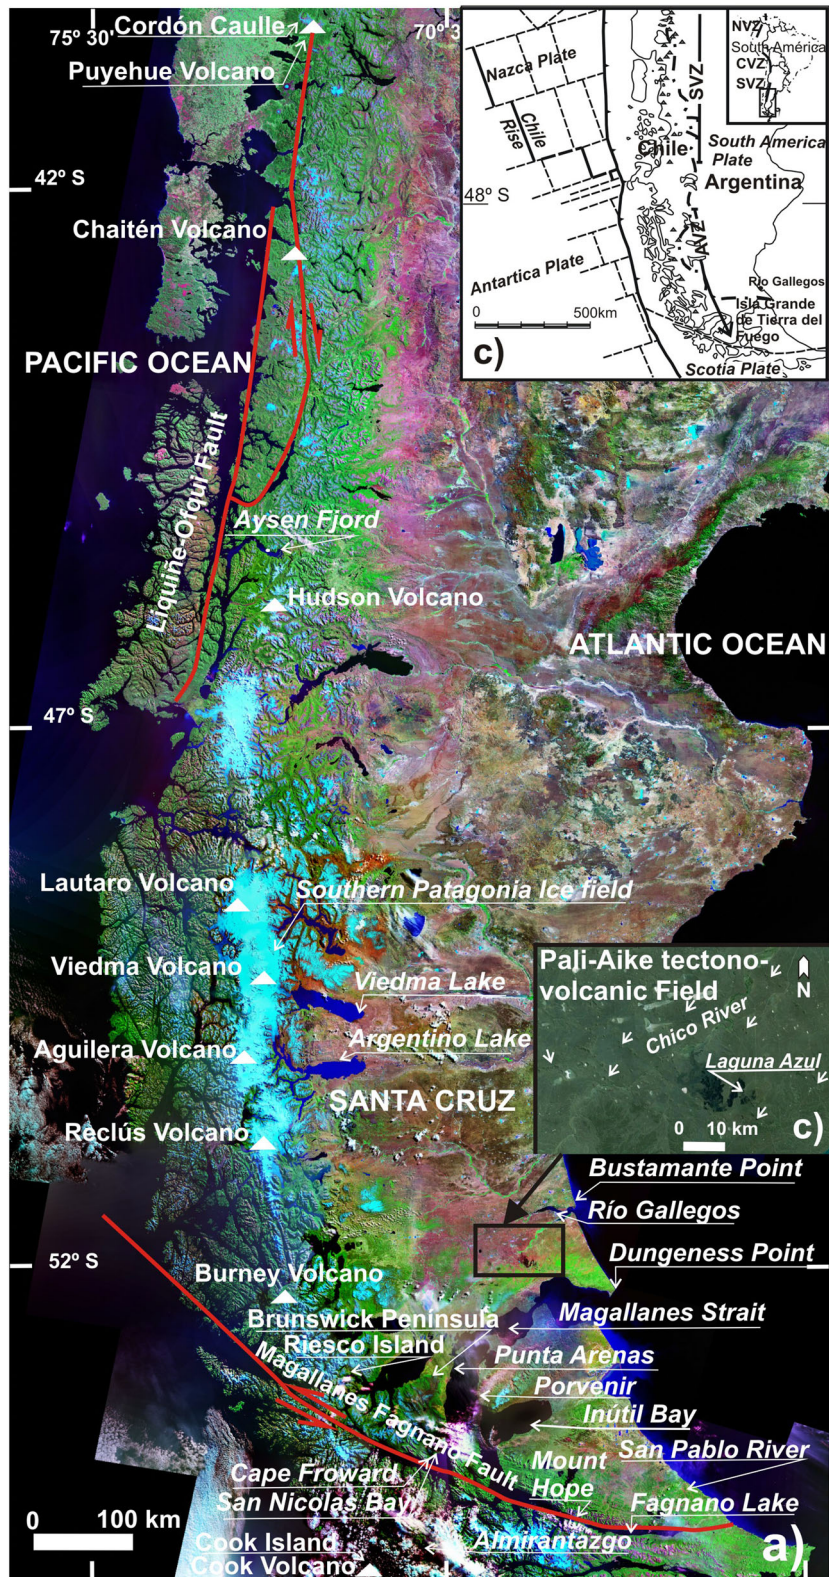 Cordón Caulle
75º 30'
70º 3
Puyehue Volcano
42º S
Chaitén Volcano
PACIFIC OCEAN
Liquiñe-Orqui Fault
Aysen Fjord
Hudson Volcano
ATLANTIC OCEAN
47º S
Lautaro Volcano
Southern Patagonia Ice field
Viedma Volcano
Viedma Lake
Argentino Lake
Aguilera Volcano
SANTA CRUZ
Reclús Volcano
Bustamante Point
Río Gallegos
52º S
Dungeness Point
Burney Volcano
Brunswick Peninsula
Magallanes Strait
Riesco Island
Punta Arenas
Porvenir
Magallanes Fagnano Fault
Inútil Bay
Mount
Hope
San Pablo River
Cape Froward
San Nicolas Bay
Fagnano Lake
0 100 km
Cook Island
Almirantazgo
Cook Volcano
a)
Nazca Plate
Chile
Rise
SVZ
Chile
South America
Plate
Argentina
48º S
AVZ
Antartica Plate
Río Gallegos
Isla Grande
de Tierra del
Fuego
0 500km
c)
Scotia Plate
NVZ
South América
CVZ
SVZ
Pali-Aike tectono-
volcanic Field
N
Chico River
Laguna Azul
0 10 km
c)